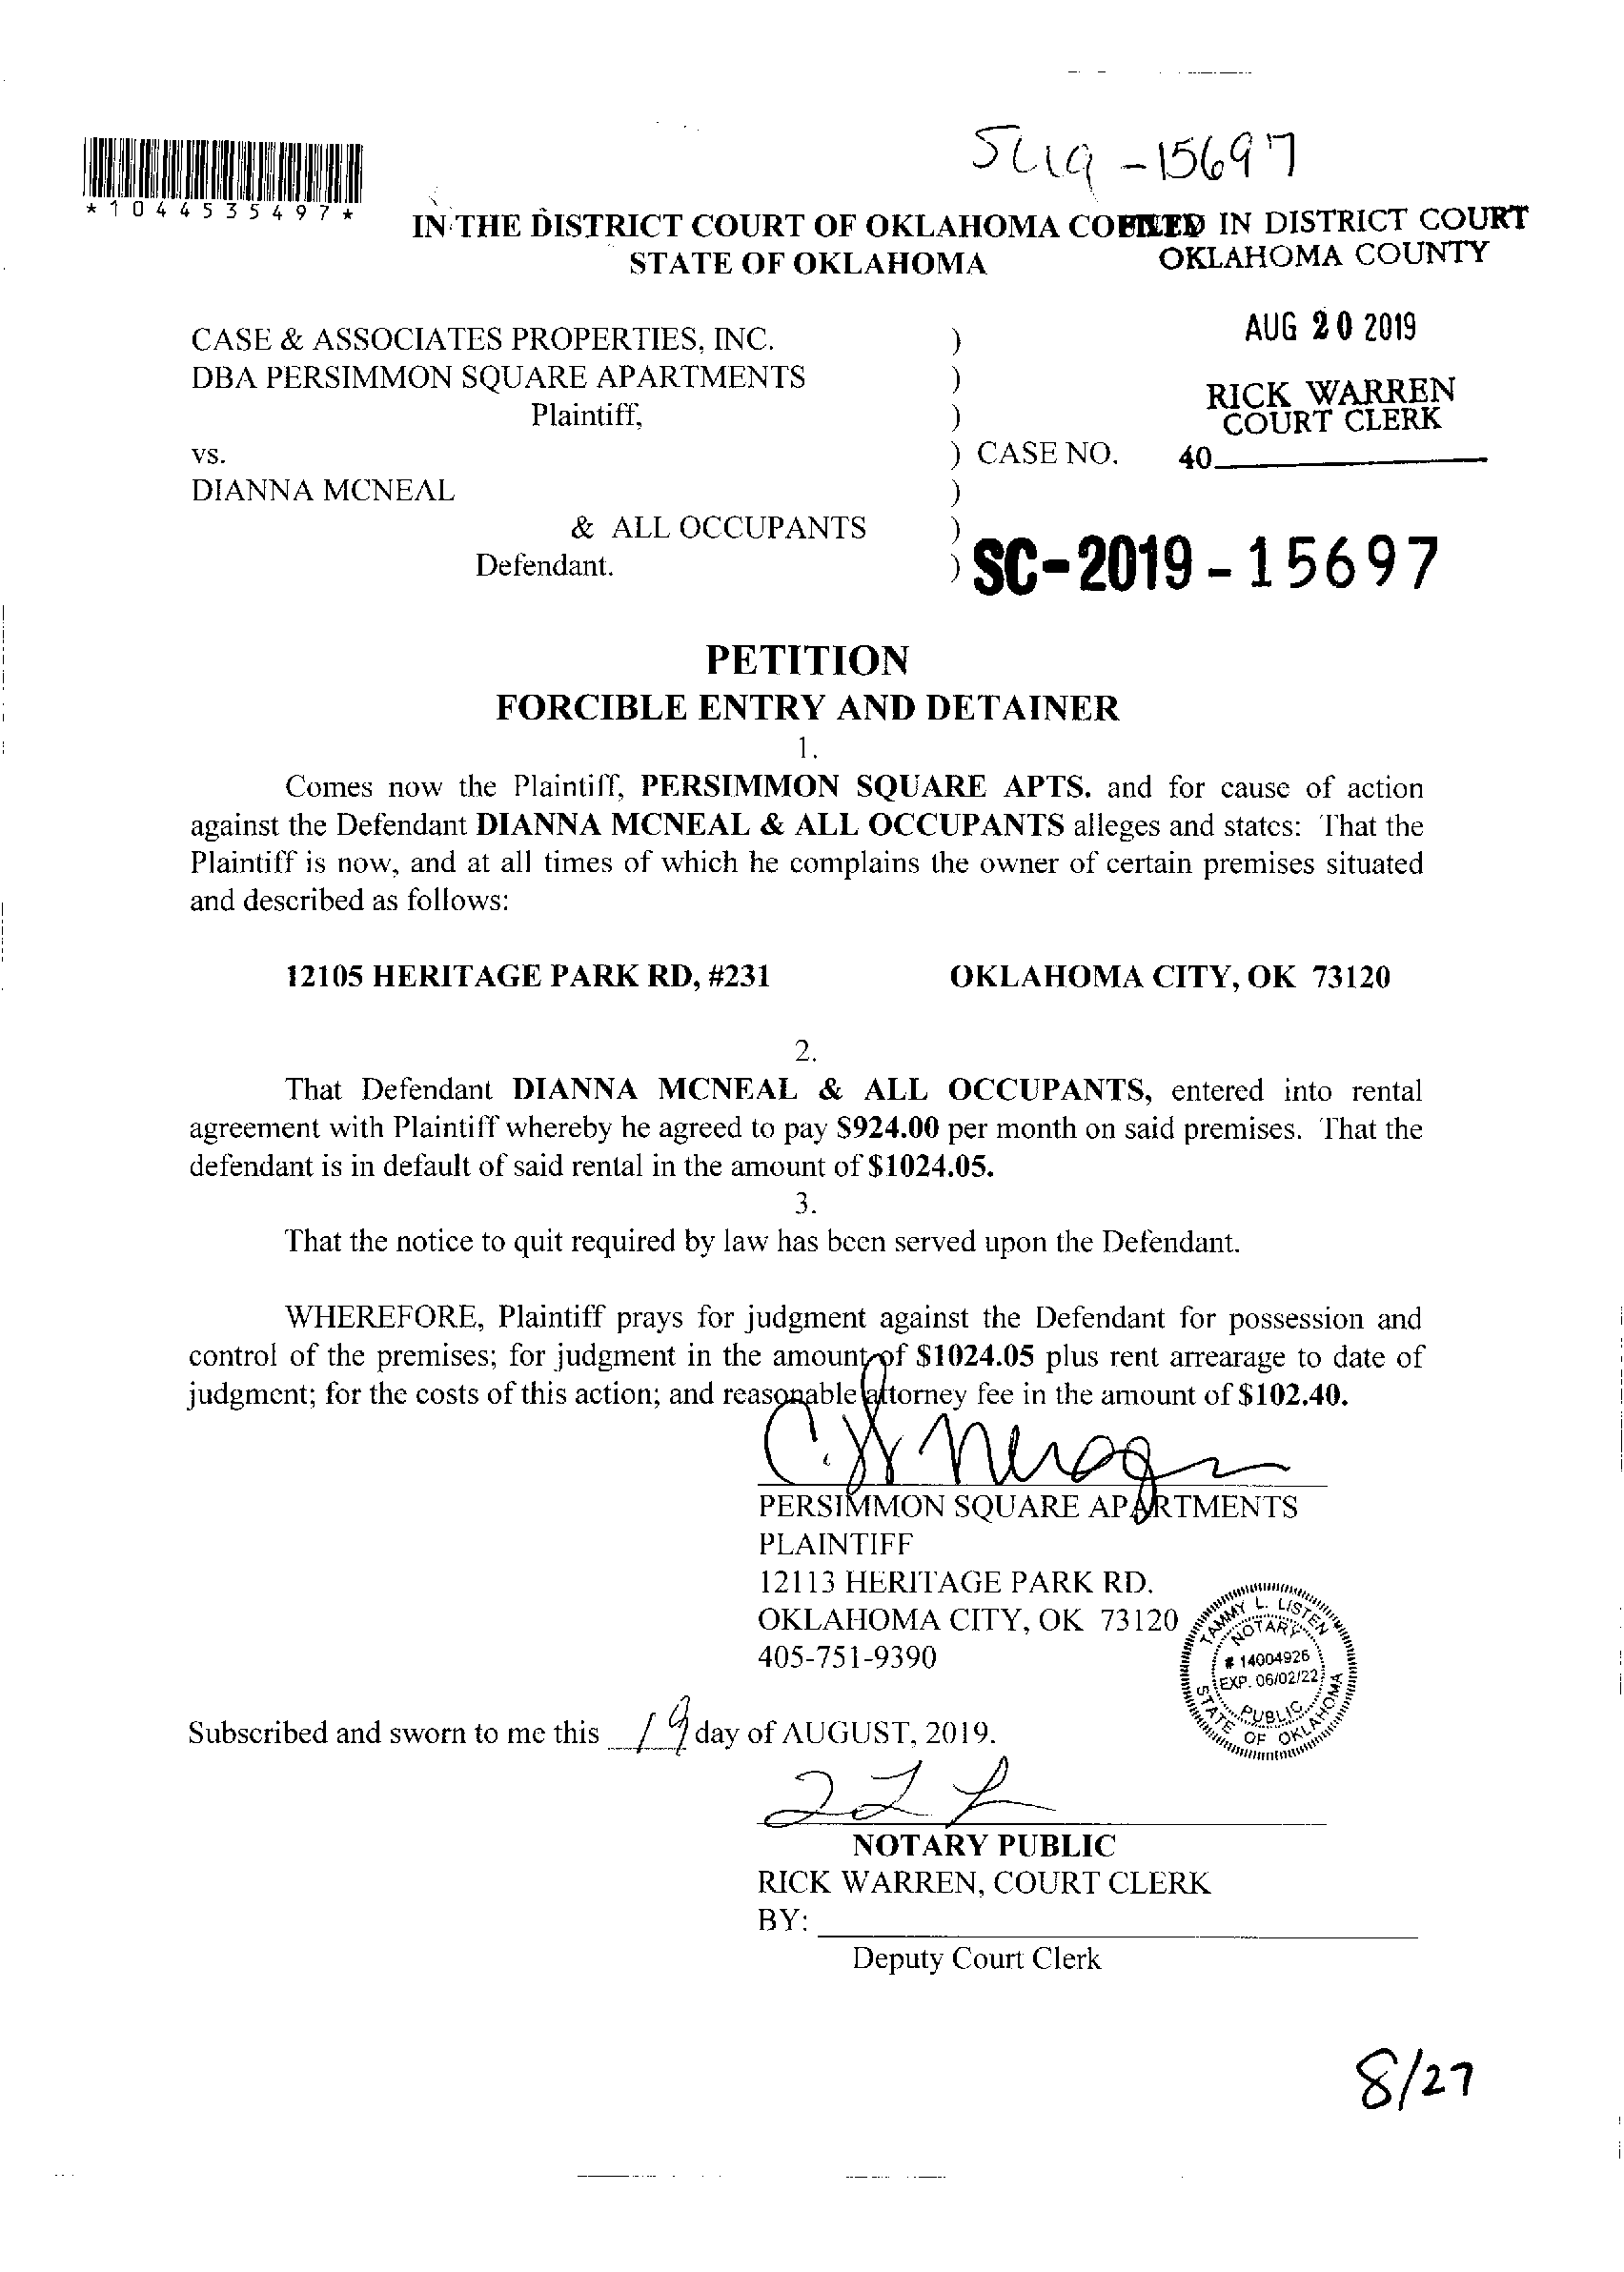 SC19-15697
*1044535497*
IN THE DISTRICT COURT OF OKLAHOMA FILED IN DISTRICT COURT
STATE OF OKLAHOMA OKLAHOMA COUNTY
CASE & ASSOCIATES PROPERTIES, INC. ) AUG 20 2019
DBA PERSIMMON SQUARE APARTMENTS )
RICK WARREN
Plaintiff, ) COURT CLERK
vs. ) CASE NO. 40
DIANNA MCNEAL )
& ALL OCCUPANTS )
Defendant. ) SC-2019-15697
PETITION
FORCIBLE ENTRY AND DETAINER
1.
Comes now the Plaintiff, PERSIMMON SQUARE APTS. and for cause of action
against the Defendant DIANNA MCNEAL & ALL OCCUPANTS alleges and states: That the
Plaintiff is now, and at all times of which he complains the owner of certain premises situated
and described as follows:
12105 HERITAGE PARK RD, #231 OKLAHOMA CITY, OK 73120
2.
That Defendant DIANNA MCNEAL & ALL OCCUPANTS, entered into rental
agreement with Plaintiff whereby he agreed to pay $924.00 per month on said premises. That the
defendant is in default of said rental in the amount of $1024.05.
3.
That the notice to quit required by law has been served upon the Defendant.
WHEREFORE, Plaintiff prays for judgment against the Defendant for possession and
control of the premises; for judgment in the amount of $1024.05 plus rent arrearage to date of
judgment; for the costs of this action; and reasonable attorney fee in the amount of $102.40.
PERSIMMON SQUARE APARTMENTS
PLAINTIFF
12113 HERITAGE PARK RD.
OKLAHOMA CITY, OK 73120
405-751-9390
TAMMY L. LISTEN
NOTARY
# 14004926
EXP. 06/02/22
PUBLIC
STATE OF OKLAHOMA
Subscribed and sworn to me this 19 day of AUGUST, 2019.
NOTARY PUBLIC
RICK WARREN, COURT CLERK
BY:
Deputy Court Clerk
8/27